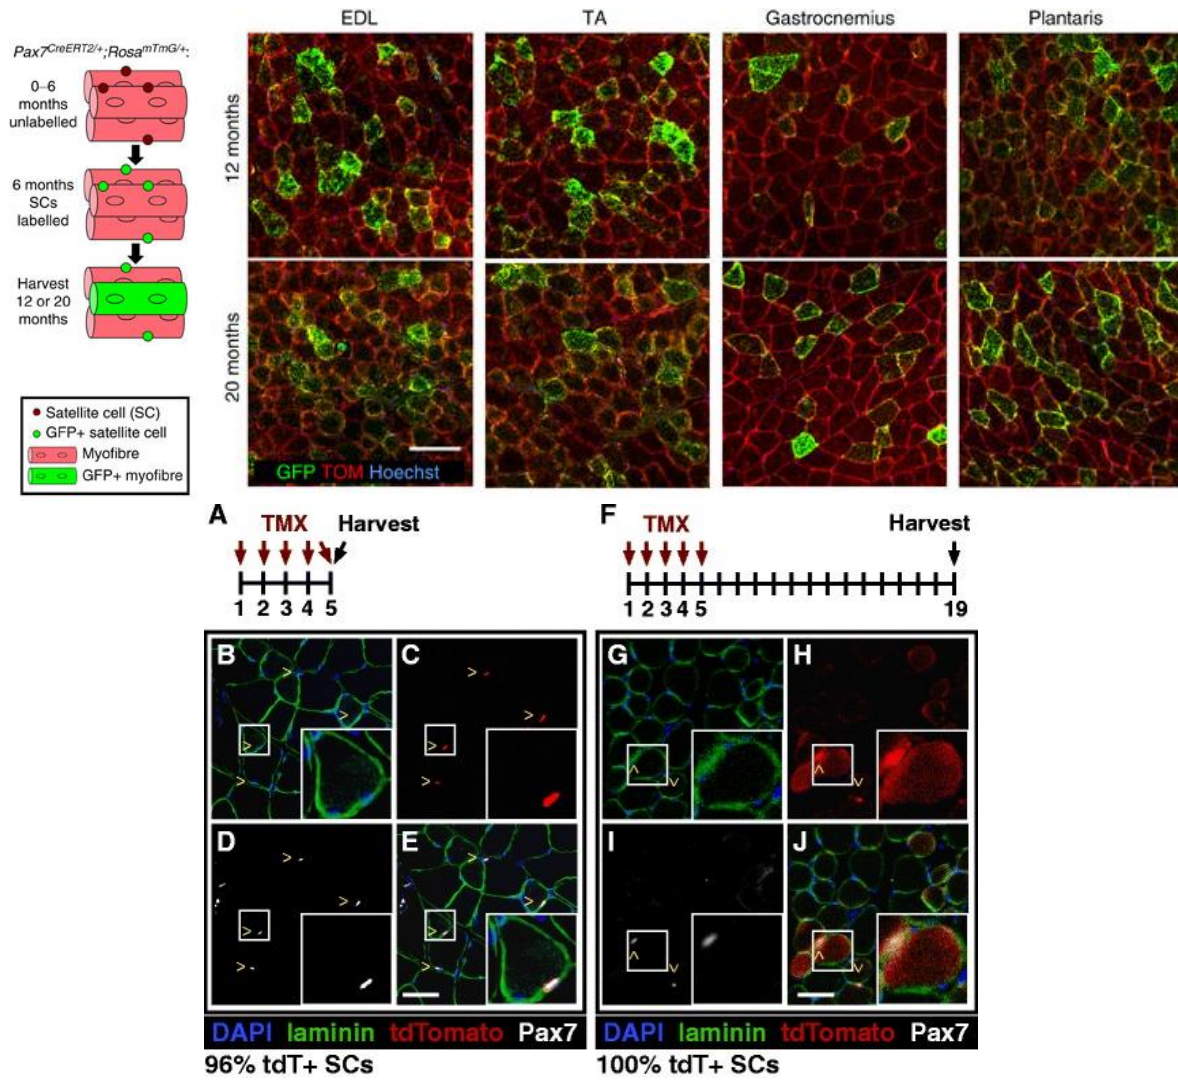 EDL
TA
Gastrocnemius
Plantaris
Pax7CreERT2/+;RosamTmG/+:
0–6
months
unlabelled
6 months
SCs
labelled
Harvest
12 or 20
months
Satellite cell (SC)
GFP+ satellite cell
Myofibre
GFP+ myofibre
12 months
20 months
GFP TOM Hoechst
A
TMX
Harvest
1 2 3 4 5
B
C
D
E
DAPI laminin tdTomato Pax7
96% tdT+ SCs
F
TMX
Harvest
1 2 3 4 5 19
G
H
I
J
DAPI laminin tdTomato Pax7
100% tdT+ SCs